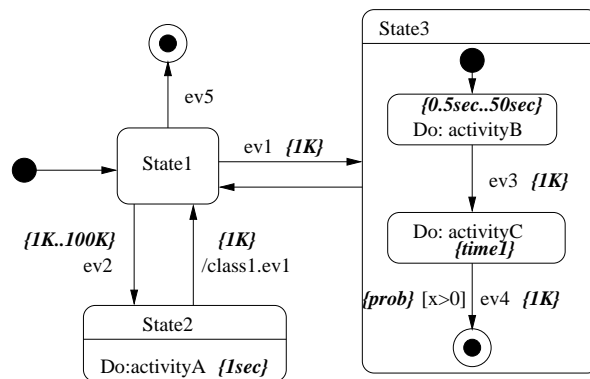 State3
{0.5sec..50sec}
Do: activityB
ev5
ev1 {1K}
State1
ev3 {1K}
{1K..100K}
ev2
{1K}
/class1.ev1
Do: activityC
{time1}
{prob} [x>0] ev4 {1K}
State2
Do:activityA {1sec}